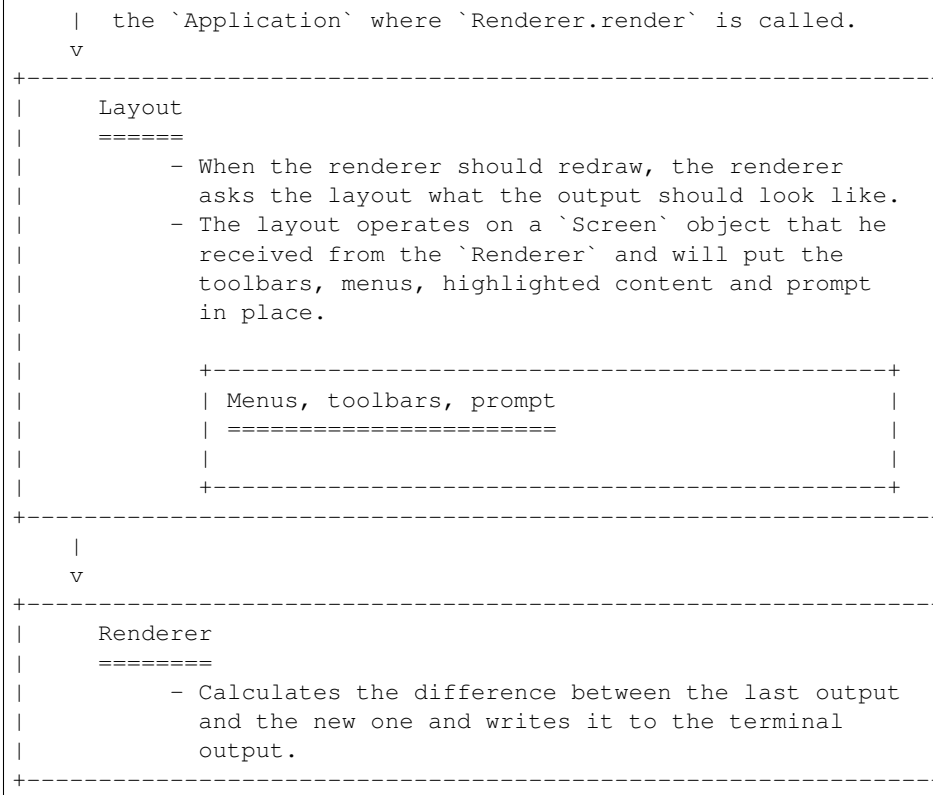 | the `Application` where `Renderer.render` is called.
v
+---------------------------------------------------------------
| Layout
| ======
| - When the renderer should redraw, the renderer
| asks the layout what the output should look like.
| - The layout operates on a `Screen` object that he
| received from the `Renderer` and will put the
| toolbars, menus, highlighted content and prompt
| in place.
|
| +-----------------------------------------------+
| | Menus, toolbars, prompt |
| | ======================= |
| | |
| +-----------------------------------------------+
+---------------------------------------------------------------
|
v
+---------------------------------------------------------------
| Renderer
| ========
| - Calculates the difference between the last output
| and the new one and writes it to the terminal
| output.
+---------------------------------------------------------------